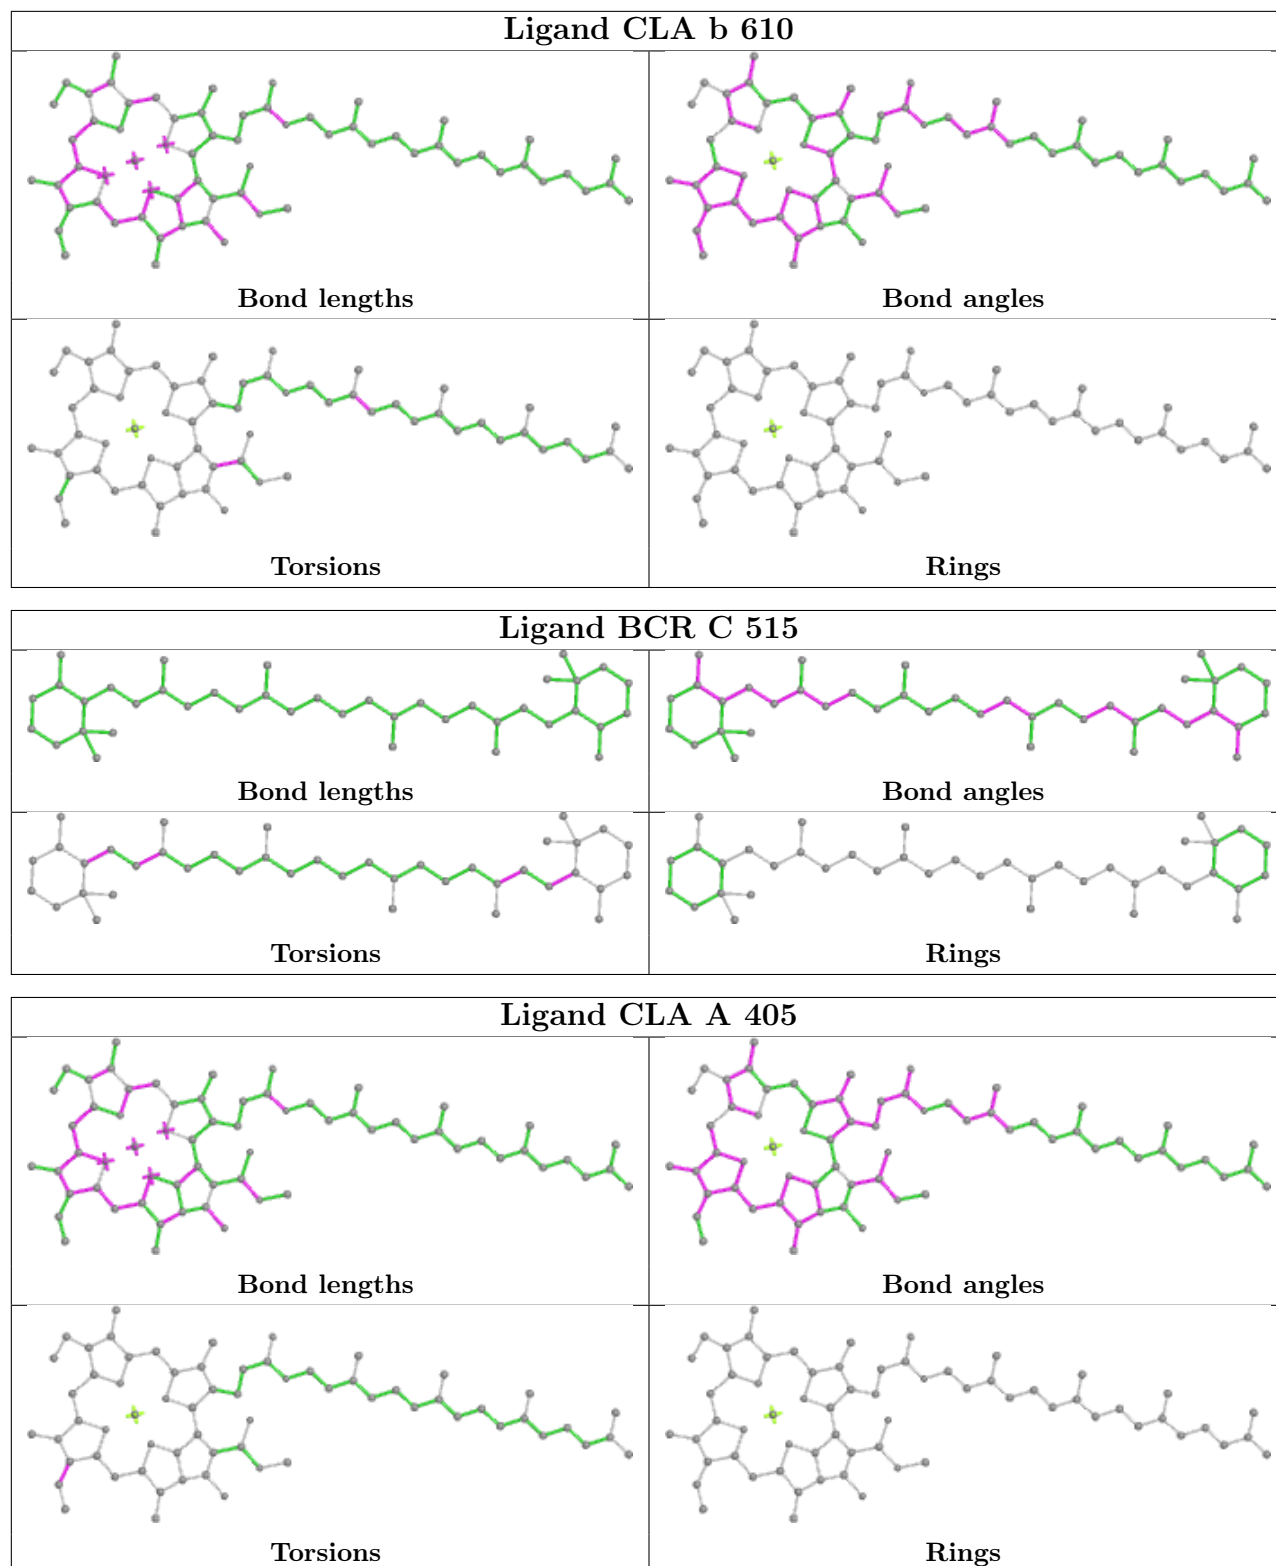 Ligand CLA b 610
Bond lengths
Bond angles
Torsions
Rings
Ligand BCR C 515
Bond lengths
Bond angles
Torsions
Rings
Ligand CLA A 405
Bond lengths
Bond angles
Torsions
Rings